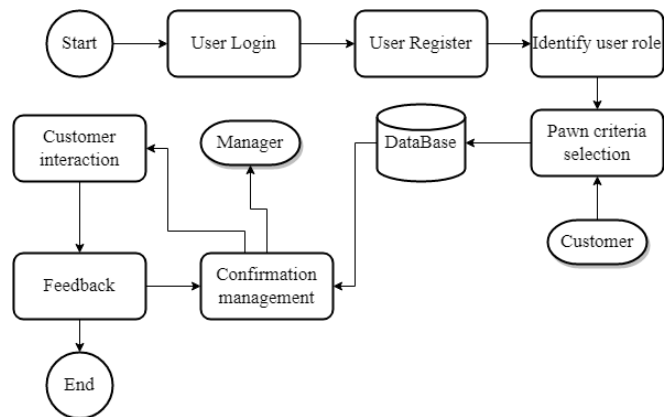 Start
User Login
User Register
Identify user role
Customer
interaction
Manager
DataBase
Pawn criteria
selection
Customer
Feedback
Confirmation
management
End